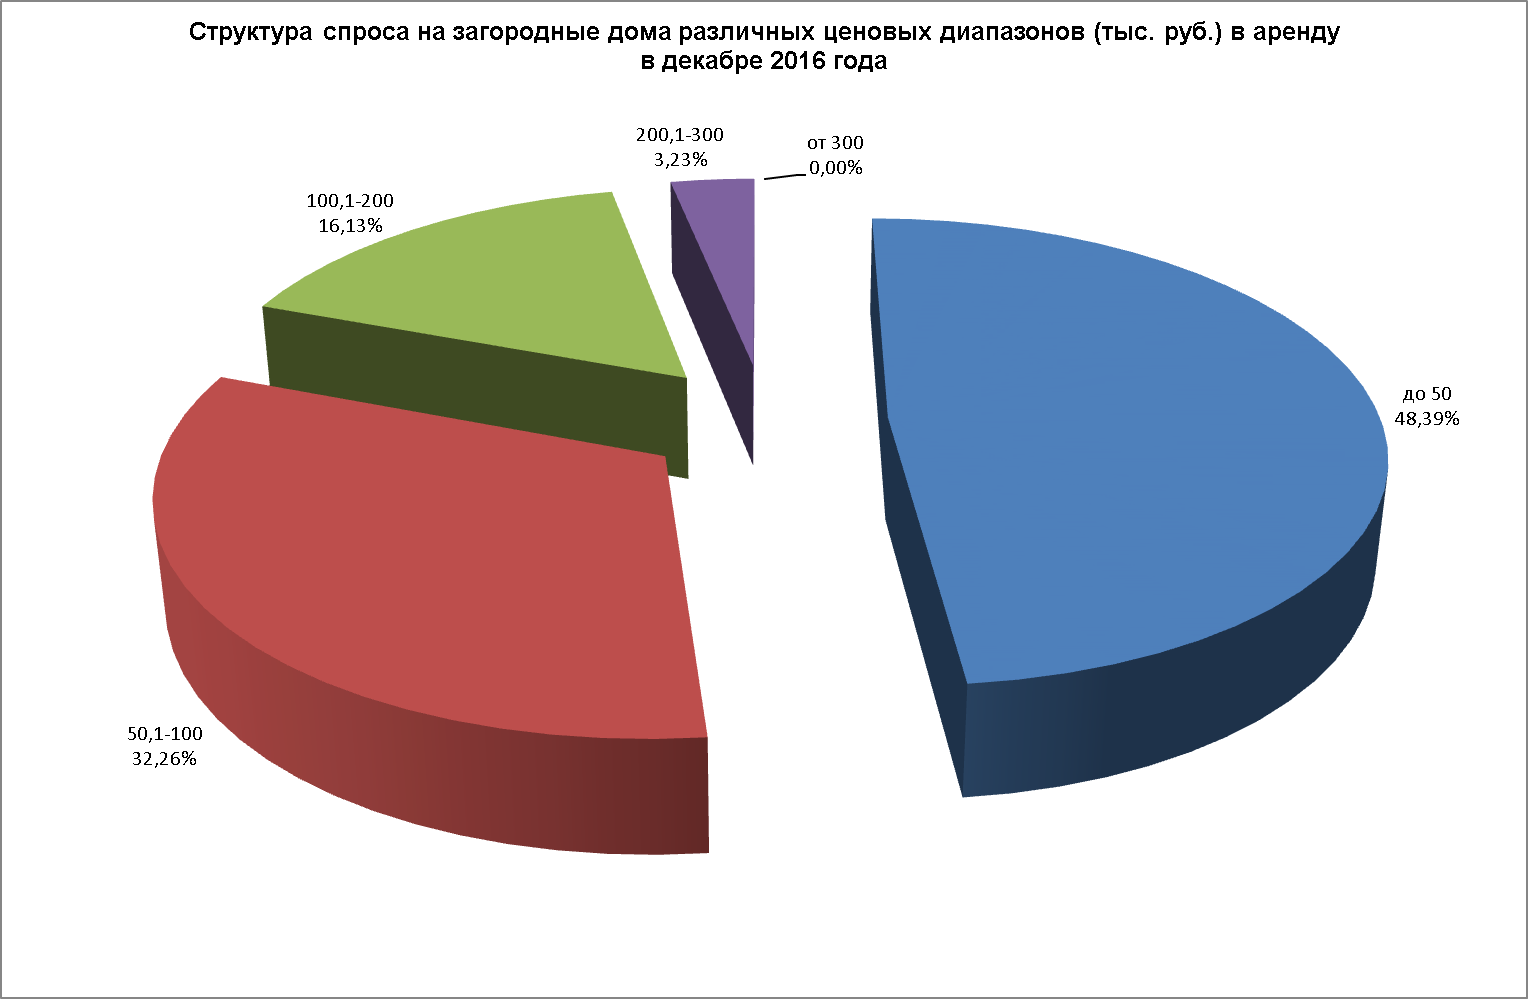 Структура спроса на загородные дома различных ценовых диапазонов (тыс. руб.) в аренду
в декабре 2016 года
200,1-300
3,23%
от 300
0,00%
100,1-200
16,13%
до 50
48,39%
50,1-100
32,26%